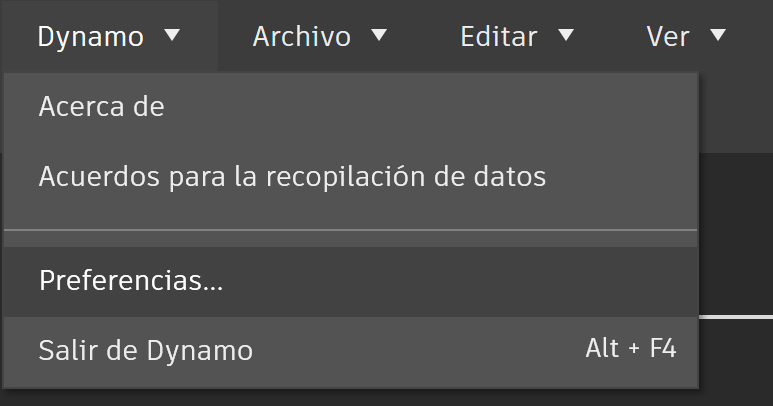 Dynamo Archivo Editar Ver
Acerca de
Acuerdos para la recopilación de datos
Preferencias...
Salir de Dynamo Alt + F4